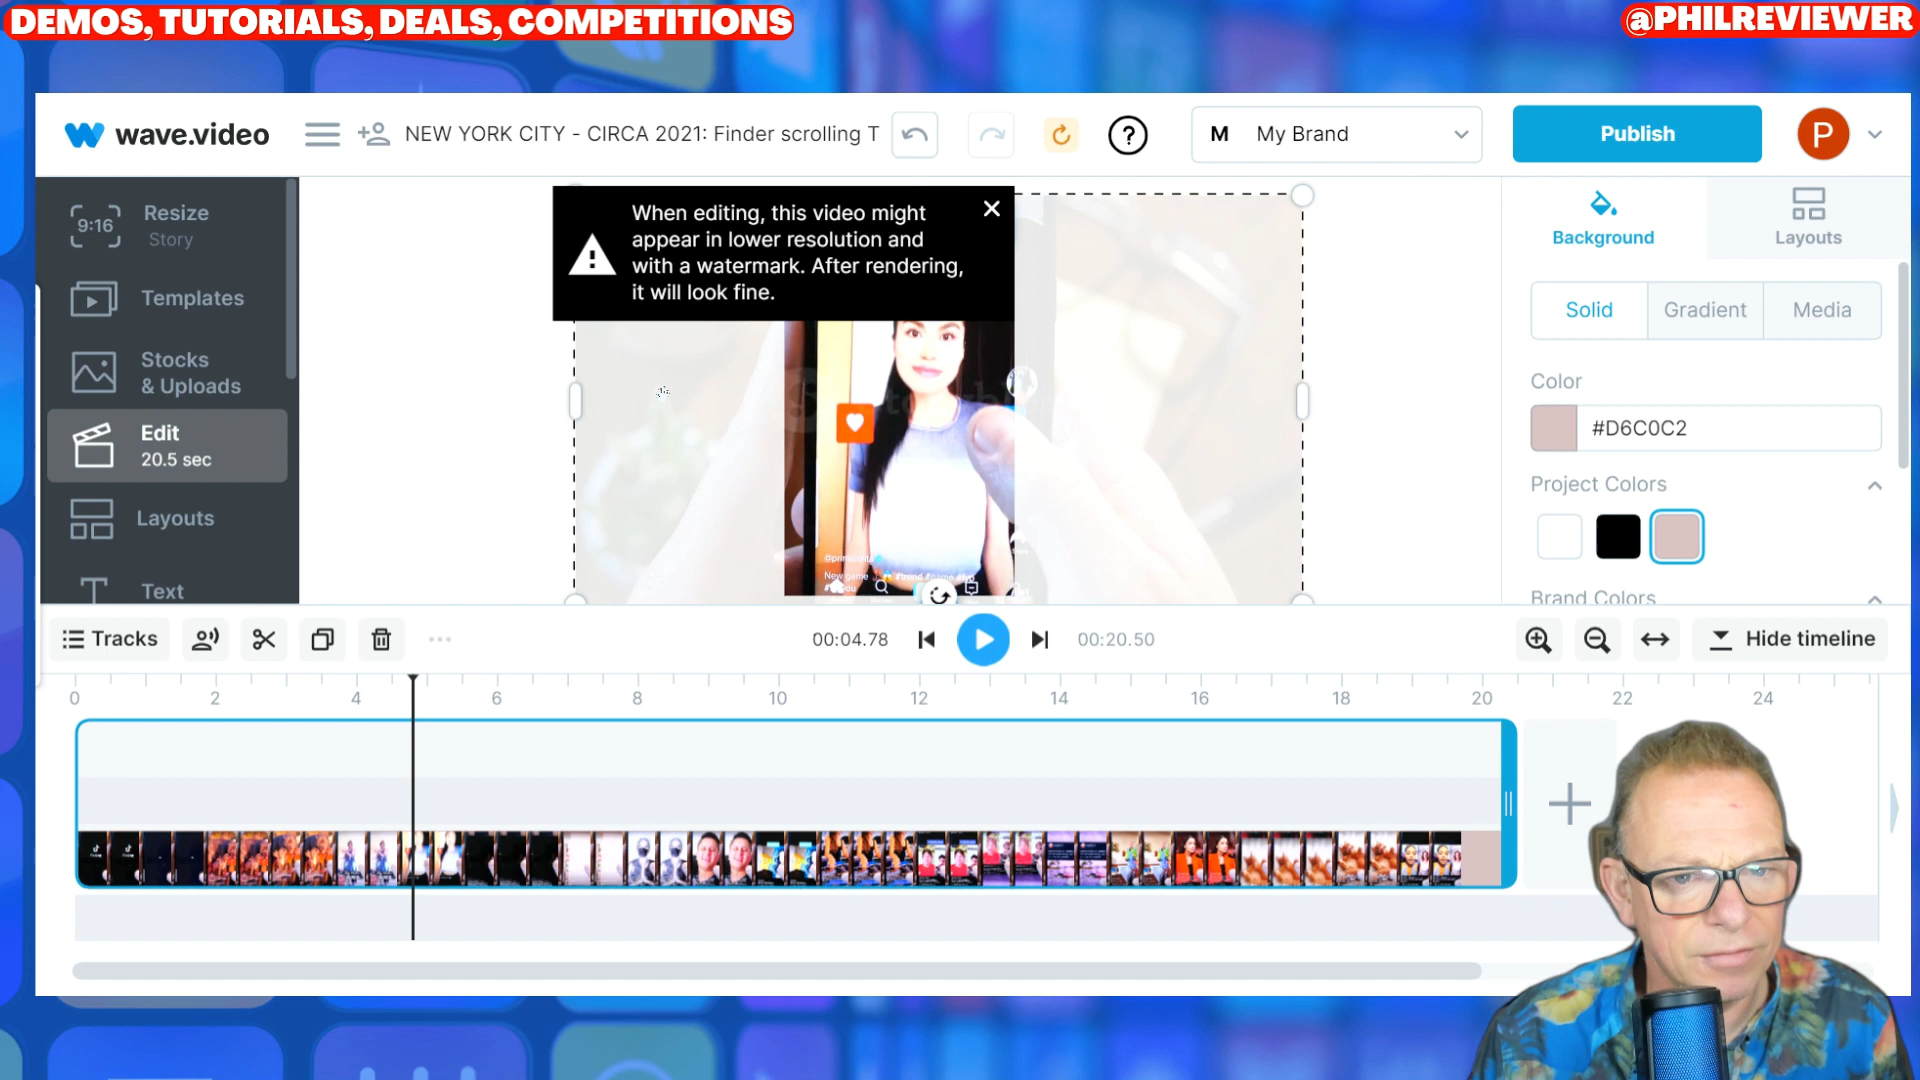 DEMOS, TUTORIALS, DEALS, COMPETITIONS
@PHILREVIEWER
wave.video
NEW YORK CITY - CIRCA 2021: Finder scrolling T
?
M My Brand
Publish
P
9:16
Resize
Story
Templates
Stocks
& Uploads
Edit
20.5 sec
Layouts
Text
When editing, this video might
appear in lower resolution and
with a watermark. After rendering,
it will look fine.
Background
Layouts
Solid
Gradient
Media
Color
#D6C0C2
Project Colors
Brand Colors
Tracks
00:04.78
00:20.50
Hide timeline
0 2 4 6 8 10 12 14 16 18 20 22 24